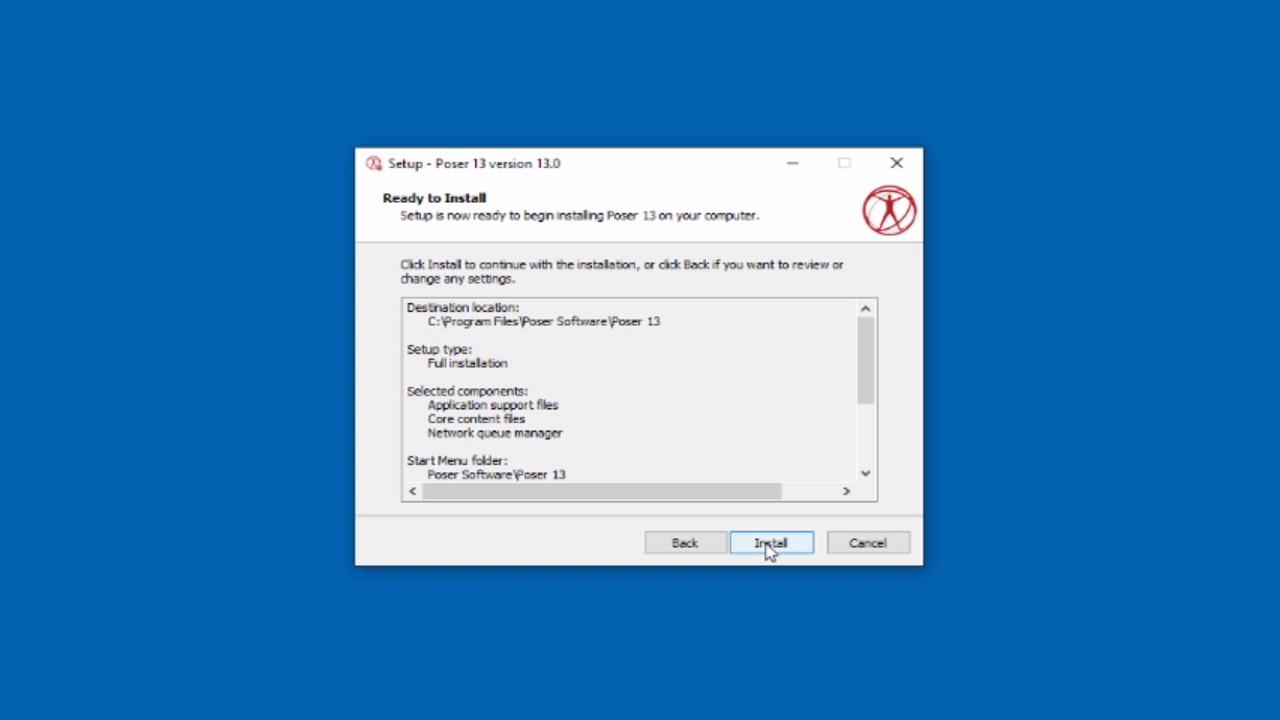 Setup - Poser 13 version 13.0
Ready to Install
Setup is now ready to begin installing Poser 13 on your computer.
Click Install to continue with the installation, or click Back if you want to review or
change any settings.
Destination location:
C:\Program Files\Poser Software\Poser 13
Setup type:
Full installation
Selected components:
Application support files
Core content files
Network queue manager
Start Menu folder:
Poser Software\Poser 13
Back Install Cancel